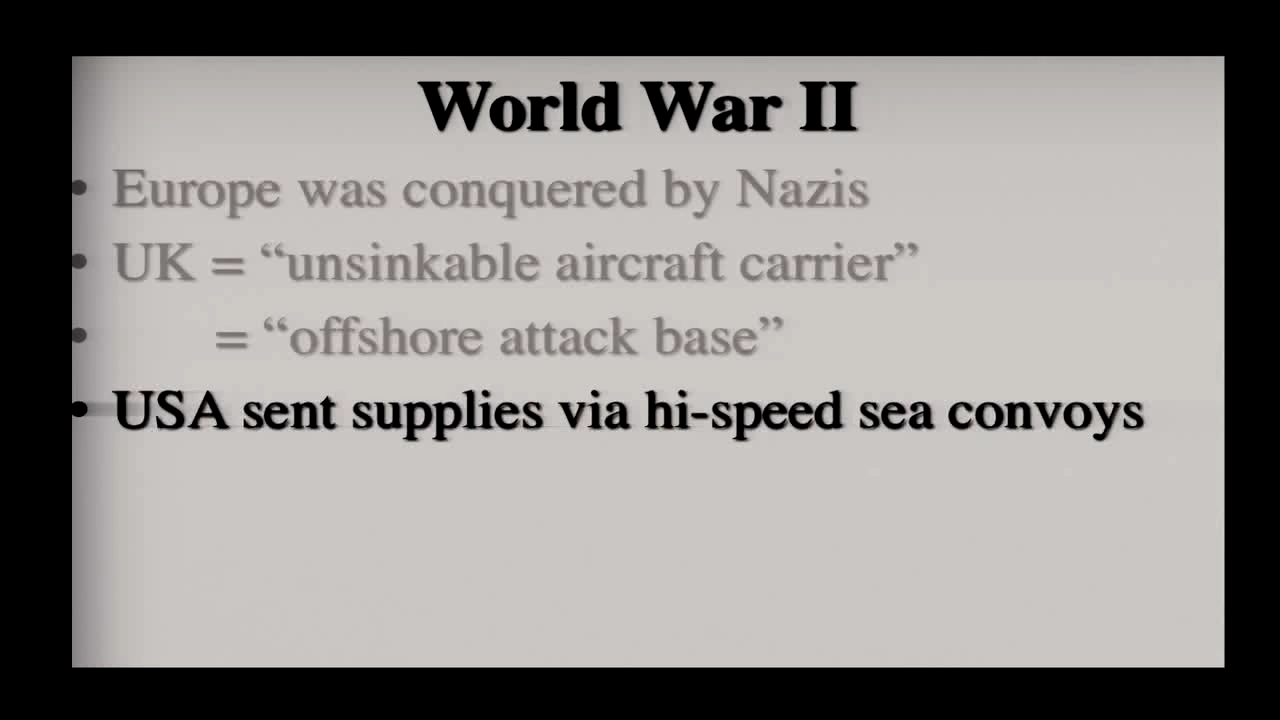 World War II
• Europe was conquered by Nazis
• UK = “unsinkable aircraft carrier”
• = “offshore attack base”
• USA sent supplies via hi-speed sea convoys